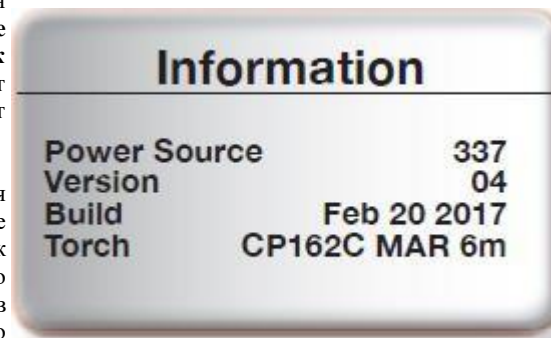 Information
Power Source 337
Version 04
Build Feb 20 2017
Torch CP162C MAR 6m